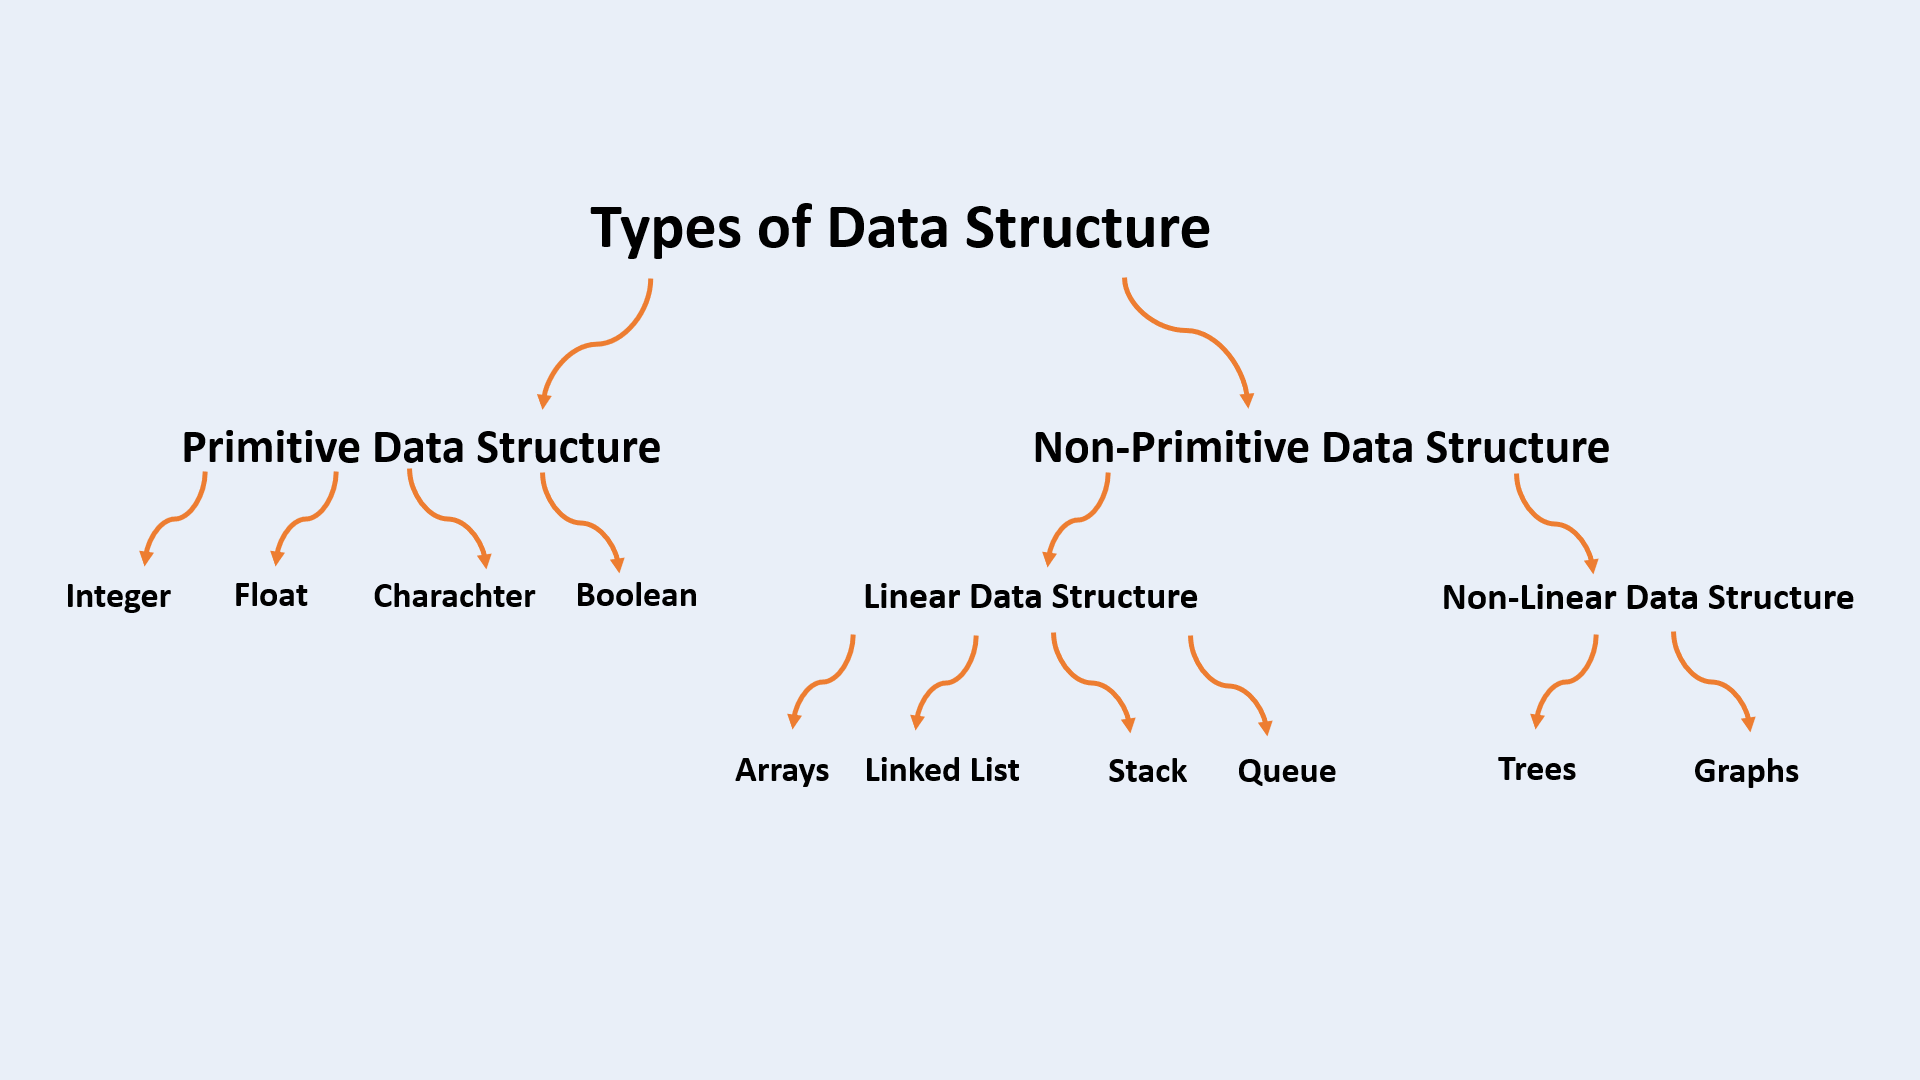 Types of Data Structure
Primitive Data Structure
Non-Primitive Data Structure
Integer
Float
Charachter
Boolean
Linear Data Structure
Non-Linear Data Structure
Arrays
Linked List
Stack
Queue
Trees
Graphs